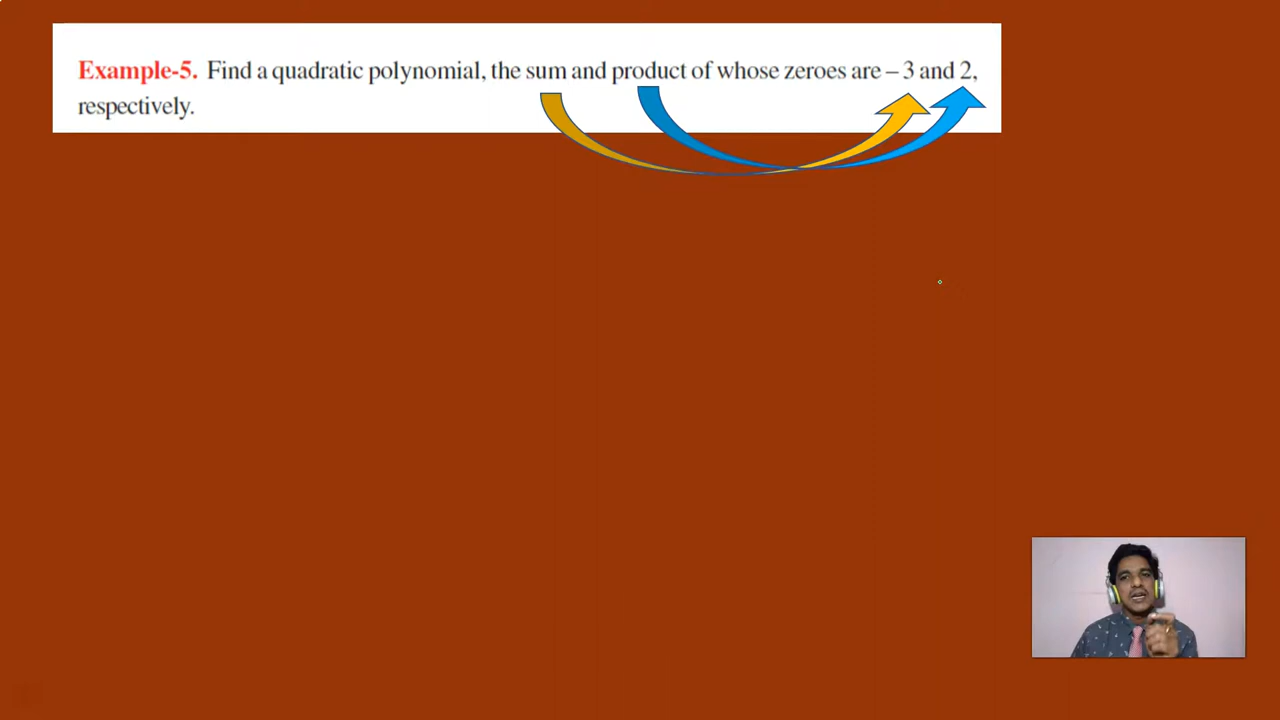 Example-5. Find a quadratic polynomial, the sum and product of whose zeroes are – 3 and 2,
respectively.